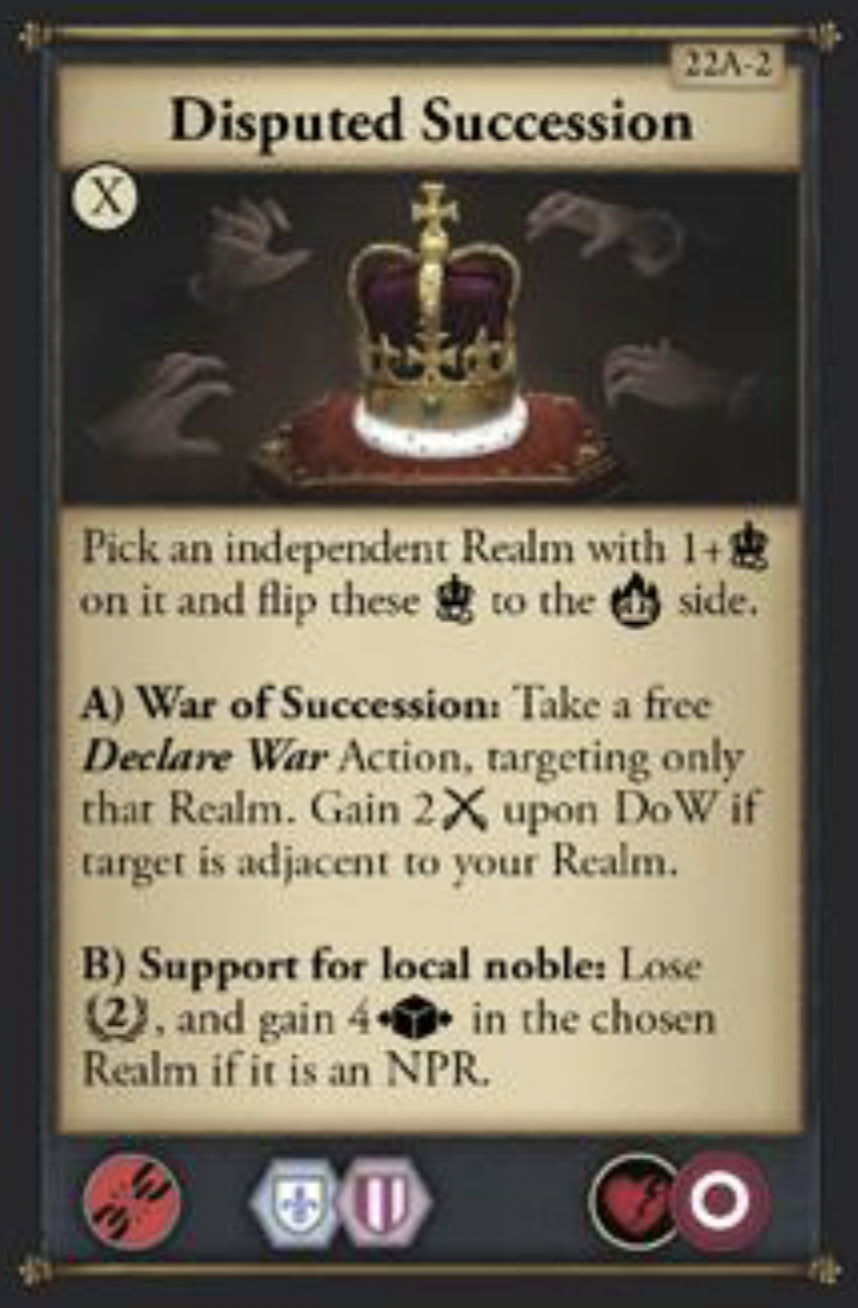 22A-2
Disputed Succession
X
Pick an independent Realm with 1+
on it and flip these to the side.
A) War of Succession: Take a free
Declare War Action, targeting only
that Realm. Gain 2 upon DoW if
target is adjacent to your Realm.
B) Support for local noble: Lose
(2), and gain 4 in the chosen
Realm if it is an NPR.